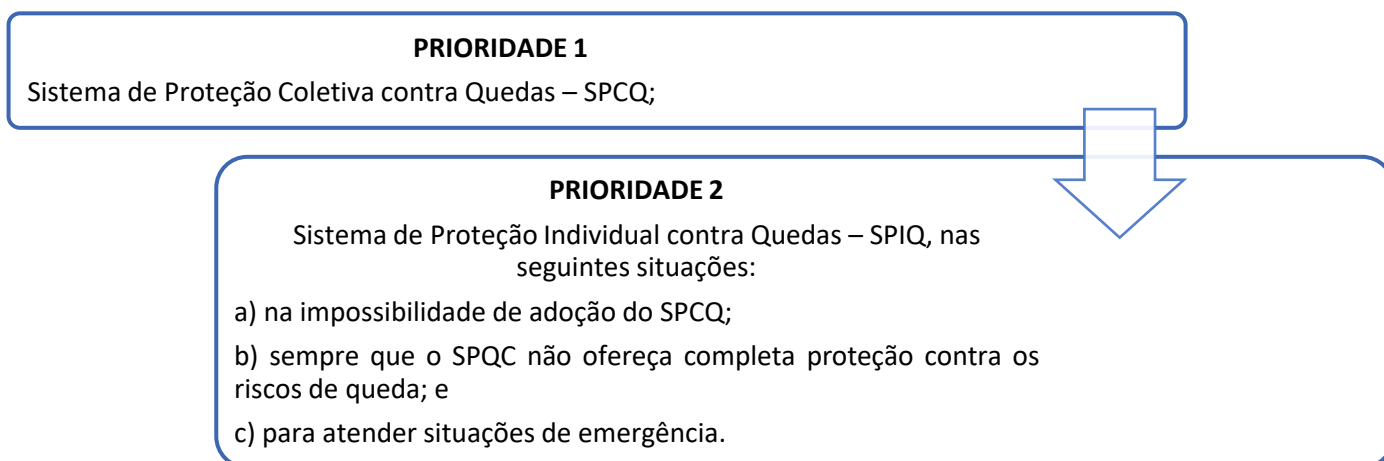 PRIORIDADE 1
Sistema de Proteção Coletiva contra Quedas – SPCQ;
PRIORIDADE 2
Sistema de Proteção Individual contra Quedas – SPIQ, nas
seguintes situações:
a) na impossibilidade de adoção do SPCQ;
b) sempre que o SPQC não ofereça completa proteção contra os
riscos de queda; e
c) para atender situações de emergência.